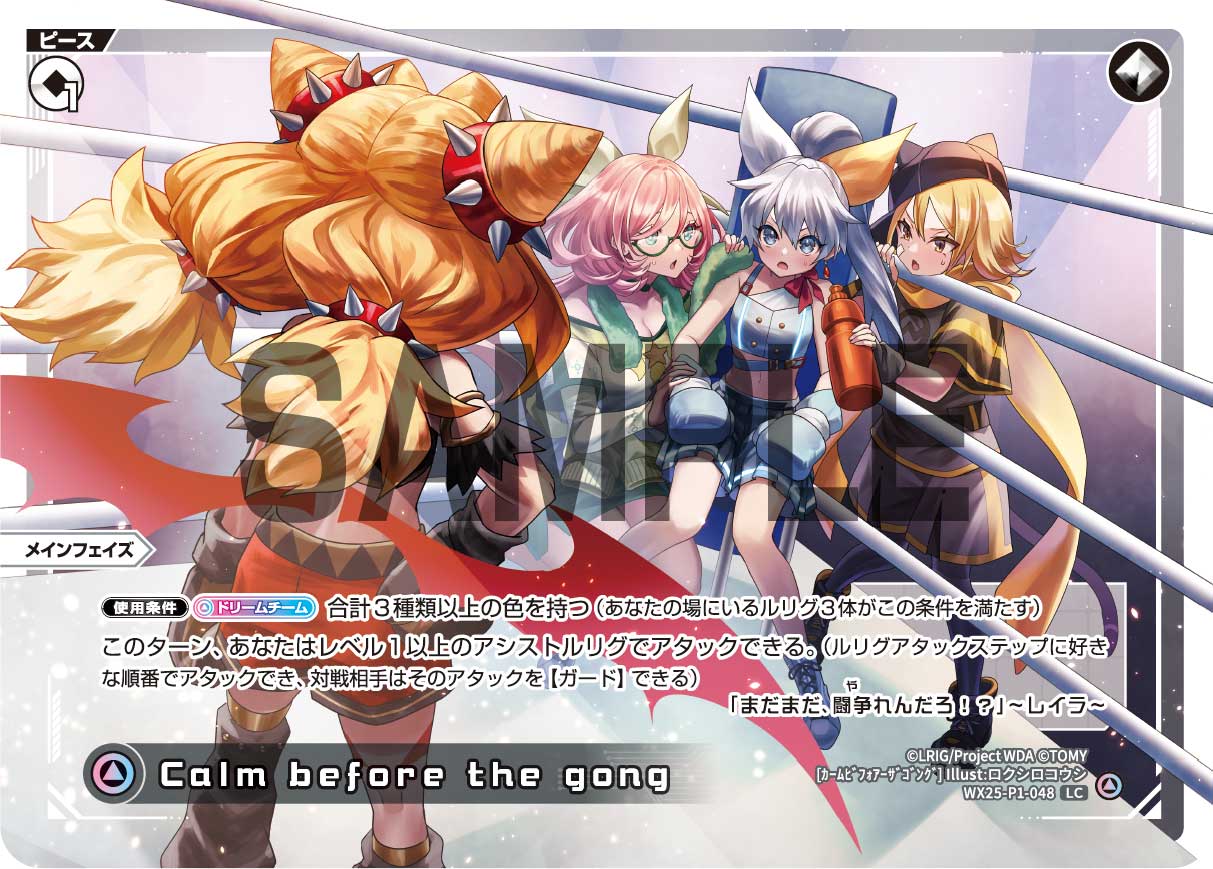 ピース
1
SAMPLE
メインフェイズ
使用条件 ドリームチーム 合計3種類以上の色を持つ(あなたの場にいるルリグ3体がこの条件を満たす)
このターン、あなたはレベル1以上のアシストルリグでアタックできる。(ルリグアタックステップに好き
な順番でアタックでき、対戦相手はそのアタックを【ガード】できる)
「まだまだ、闘争れんだろ!?」~レイラ~
や
Calm before the gong
©LRIG/Project WDA ©TOMY
[カームビフォアーザゴング] Illust:ロクシロコウシ
WX25-P1-048 LC